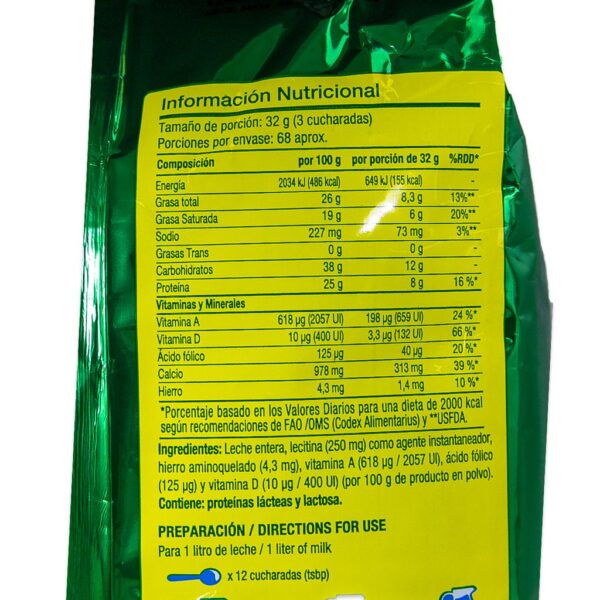 Información Nutricional
Tamaño de porción: 32 g (3 cucharadas)
Porciones por envase: 68 aprox.
Composición por 100 g por porción de 32 g %RDD*
Energía 2034 kJ (486 kcal) 649 kJ (155 kcal) -
Grasa total 26 g 8,3 g 13%**
Grasa Saturada 19 g 6 g 20%**
Sodio 227 mg 73 mg 3%**
Grasas Trans 0 g 0 g -
Carbohidratos 38 g 12 g -
Proteína 25 g 8 g 16 %*
Vitaminas y Minerales
Vitamina A 618 µg (2057 UI) 198 µg (659 UI) 24 %*
Vitamina D 10 µg (400 UI) 3,3 µg (132 UI) 66 %*
Ácido fólico 125 µg 40 µg 20 %*
Calcio 978 mg 313 mg 39 %*
Hierro 4,3 mg 1,4 mg 10 %*
*Porcentaje basado en los Valores Diarios para una dieta de 2000 kcal
según recomendaciones de FAO /OMS (Codex Alimentarius) y **USFDA.
Ingredientes: Leche entera, lecitina (250 mg) como agente instantaneador,
hierro aminoquelado (4,3 mg), vitamina A (618 µg / 2057 UI), ácido fólico
(125 µg) y vitamina D (10 µg / 400 UI) (por 100 g de producto en polvo).
Contiene: proteínas lácteas y lactosa.
PREPARACIÓN / DIRECTIONS FOR USE
Para 1 litro de leche / 1 liter of milk
x 12 cucharadas (tsbp)